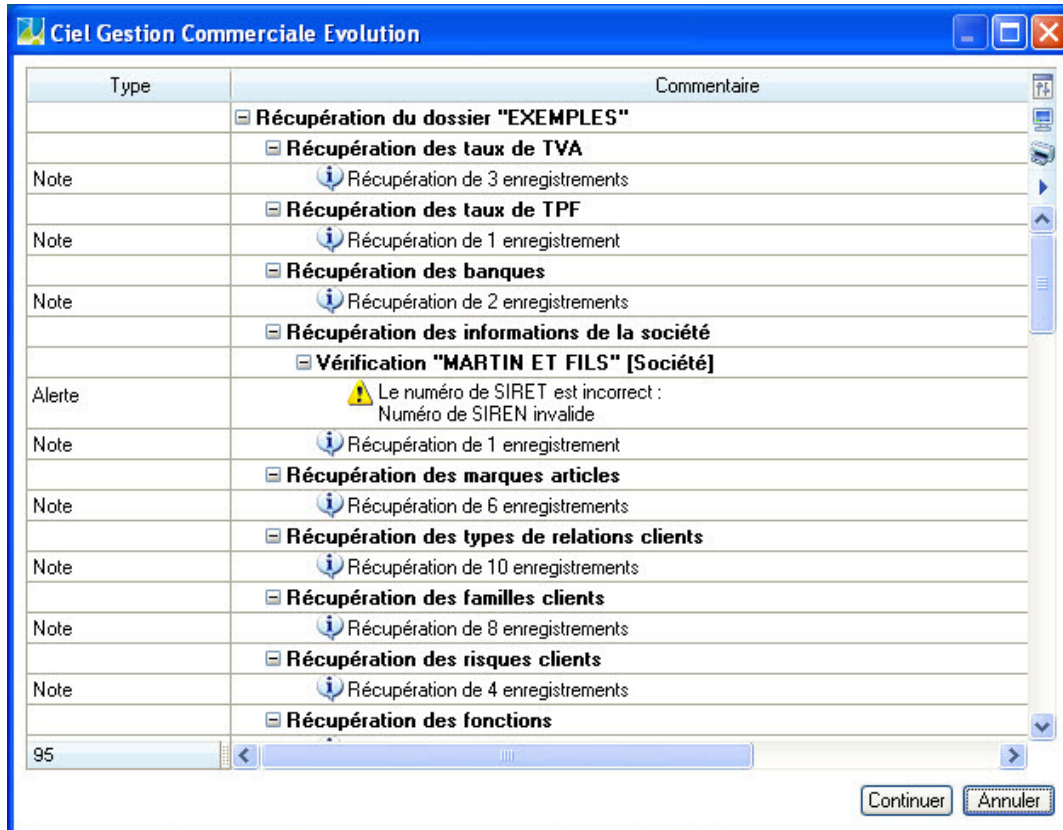 Ciel Gestion Commerciale Evolution
Type Commentaire
Récupération du dossier "EXEMPLES"
Récupération des taux de TVA
Note Récupération de 3 enregistrements
Récupération des taux de TPF
Note Récupération de 1 enregistrement
Récupération des banques
Note Récupération de 2 enregistrements
Récupération des informations de la société
Vérification "MARTIN ET FILS" [Société]
Alerte Le numéro de SIRET est incorrect :
Numéro de SIREN invalide
Note Récupération de 1 enregistrement
Récupération des marques articles
Note Récupération de 6 enregistrements
Récupération des types de relations clients
Note Récupération de 10 enregistrements
Récupération des familles clients
Note Récupération de 8 enregistrements
Récupération des risques clients
Note Récupération de 4 enregistrements
Récupération des fonctions
95
Continuer Annuler